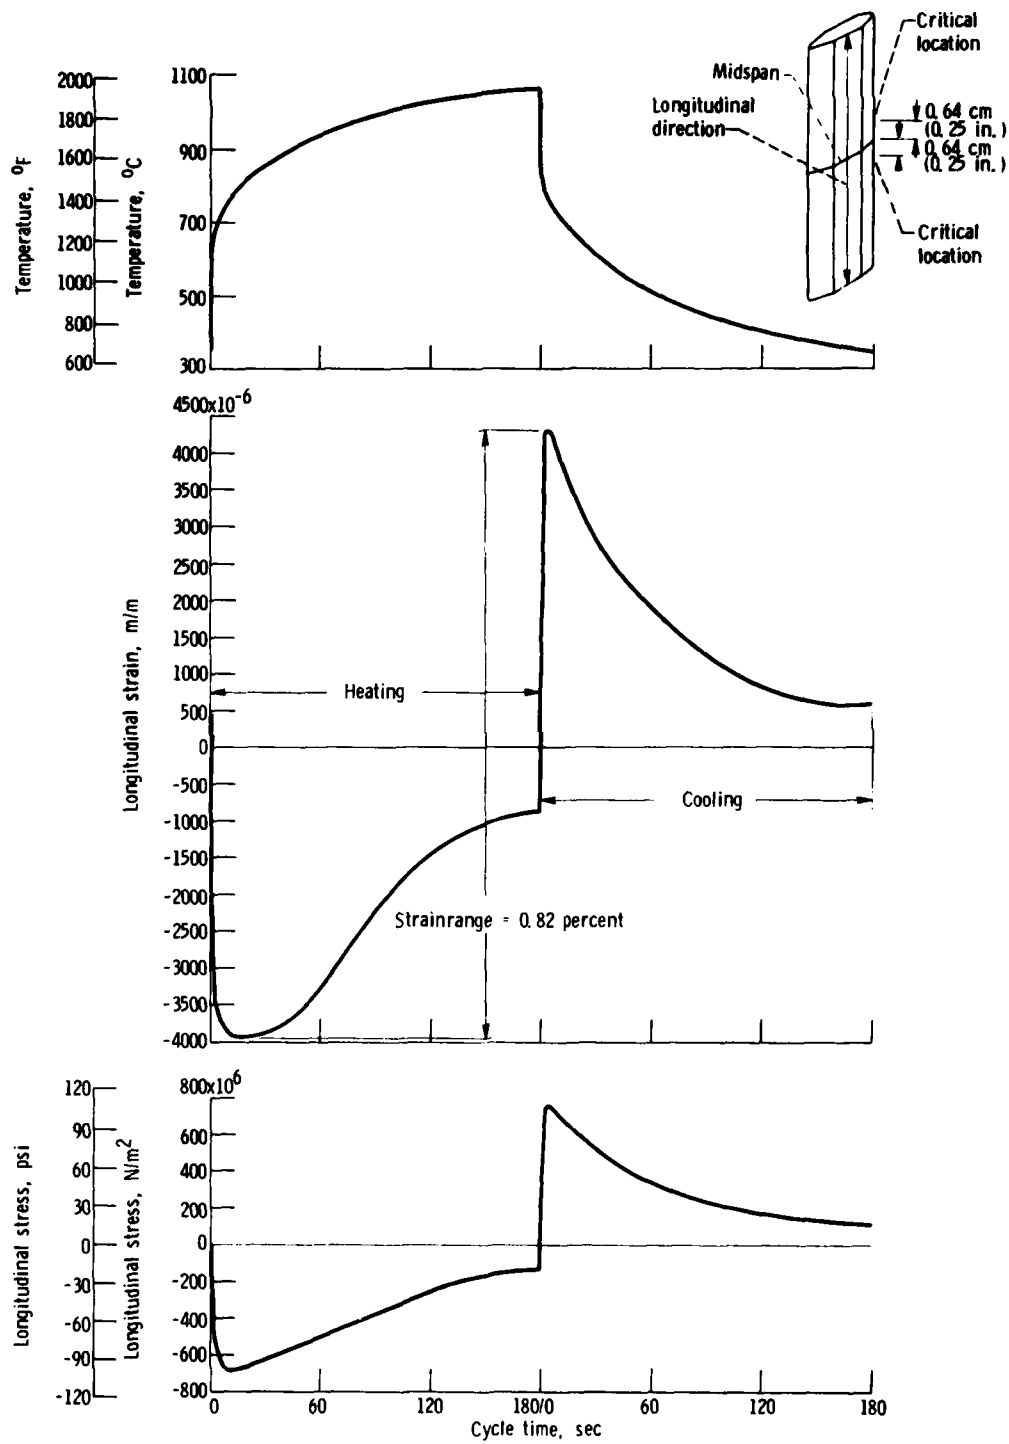 Critical
location
Midspan
Longitudinal
direction
0.64 cm
(0.25 in.)
0.64 cm
(0.25 in.)
Critical
location
Temperature, °F
2000
1800
1600
1400
1200
1000
800
600
Temperature, °C
1100
900
700
500
300
Longitudinal strain, m/m
4500x10-6
4000
3500
3000
2500
2000
1500
1000
500
0
-500
-1000
-1500
-2000
-2500
-3000
-3500
-4000
Heating
Cooling
Strainrange = 0.82 percent
Longitudinal stress, psi
120
90
60
30
0
-30
-60
-90
-120
Longitudinal stress, N/m2
800x106
600
400
200
0
-200
-400
-600
-800
0 60 120 180/0 60 120 180
Cycle time, sec